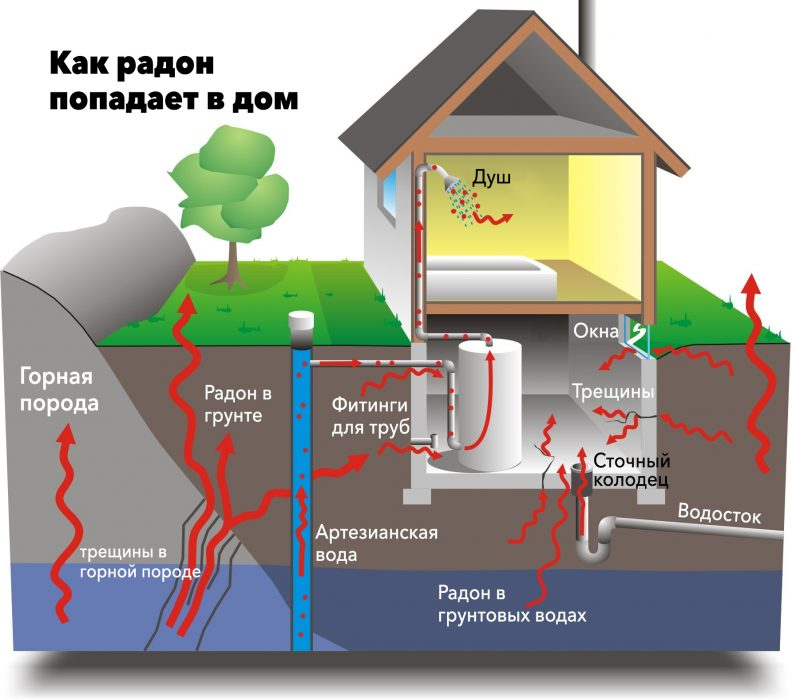 Как радон
попадает в дом
Душ
Окна
Горная
порода
Радон в
грунте
Фитинги
для труб
Трещины
Сточный
колодец
Водосток
Артезианская
вода
трещины в
горной породе
Радон в
грунтовых водах